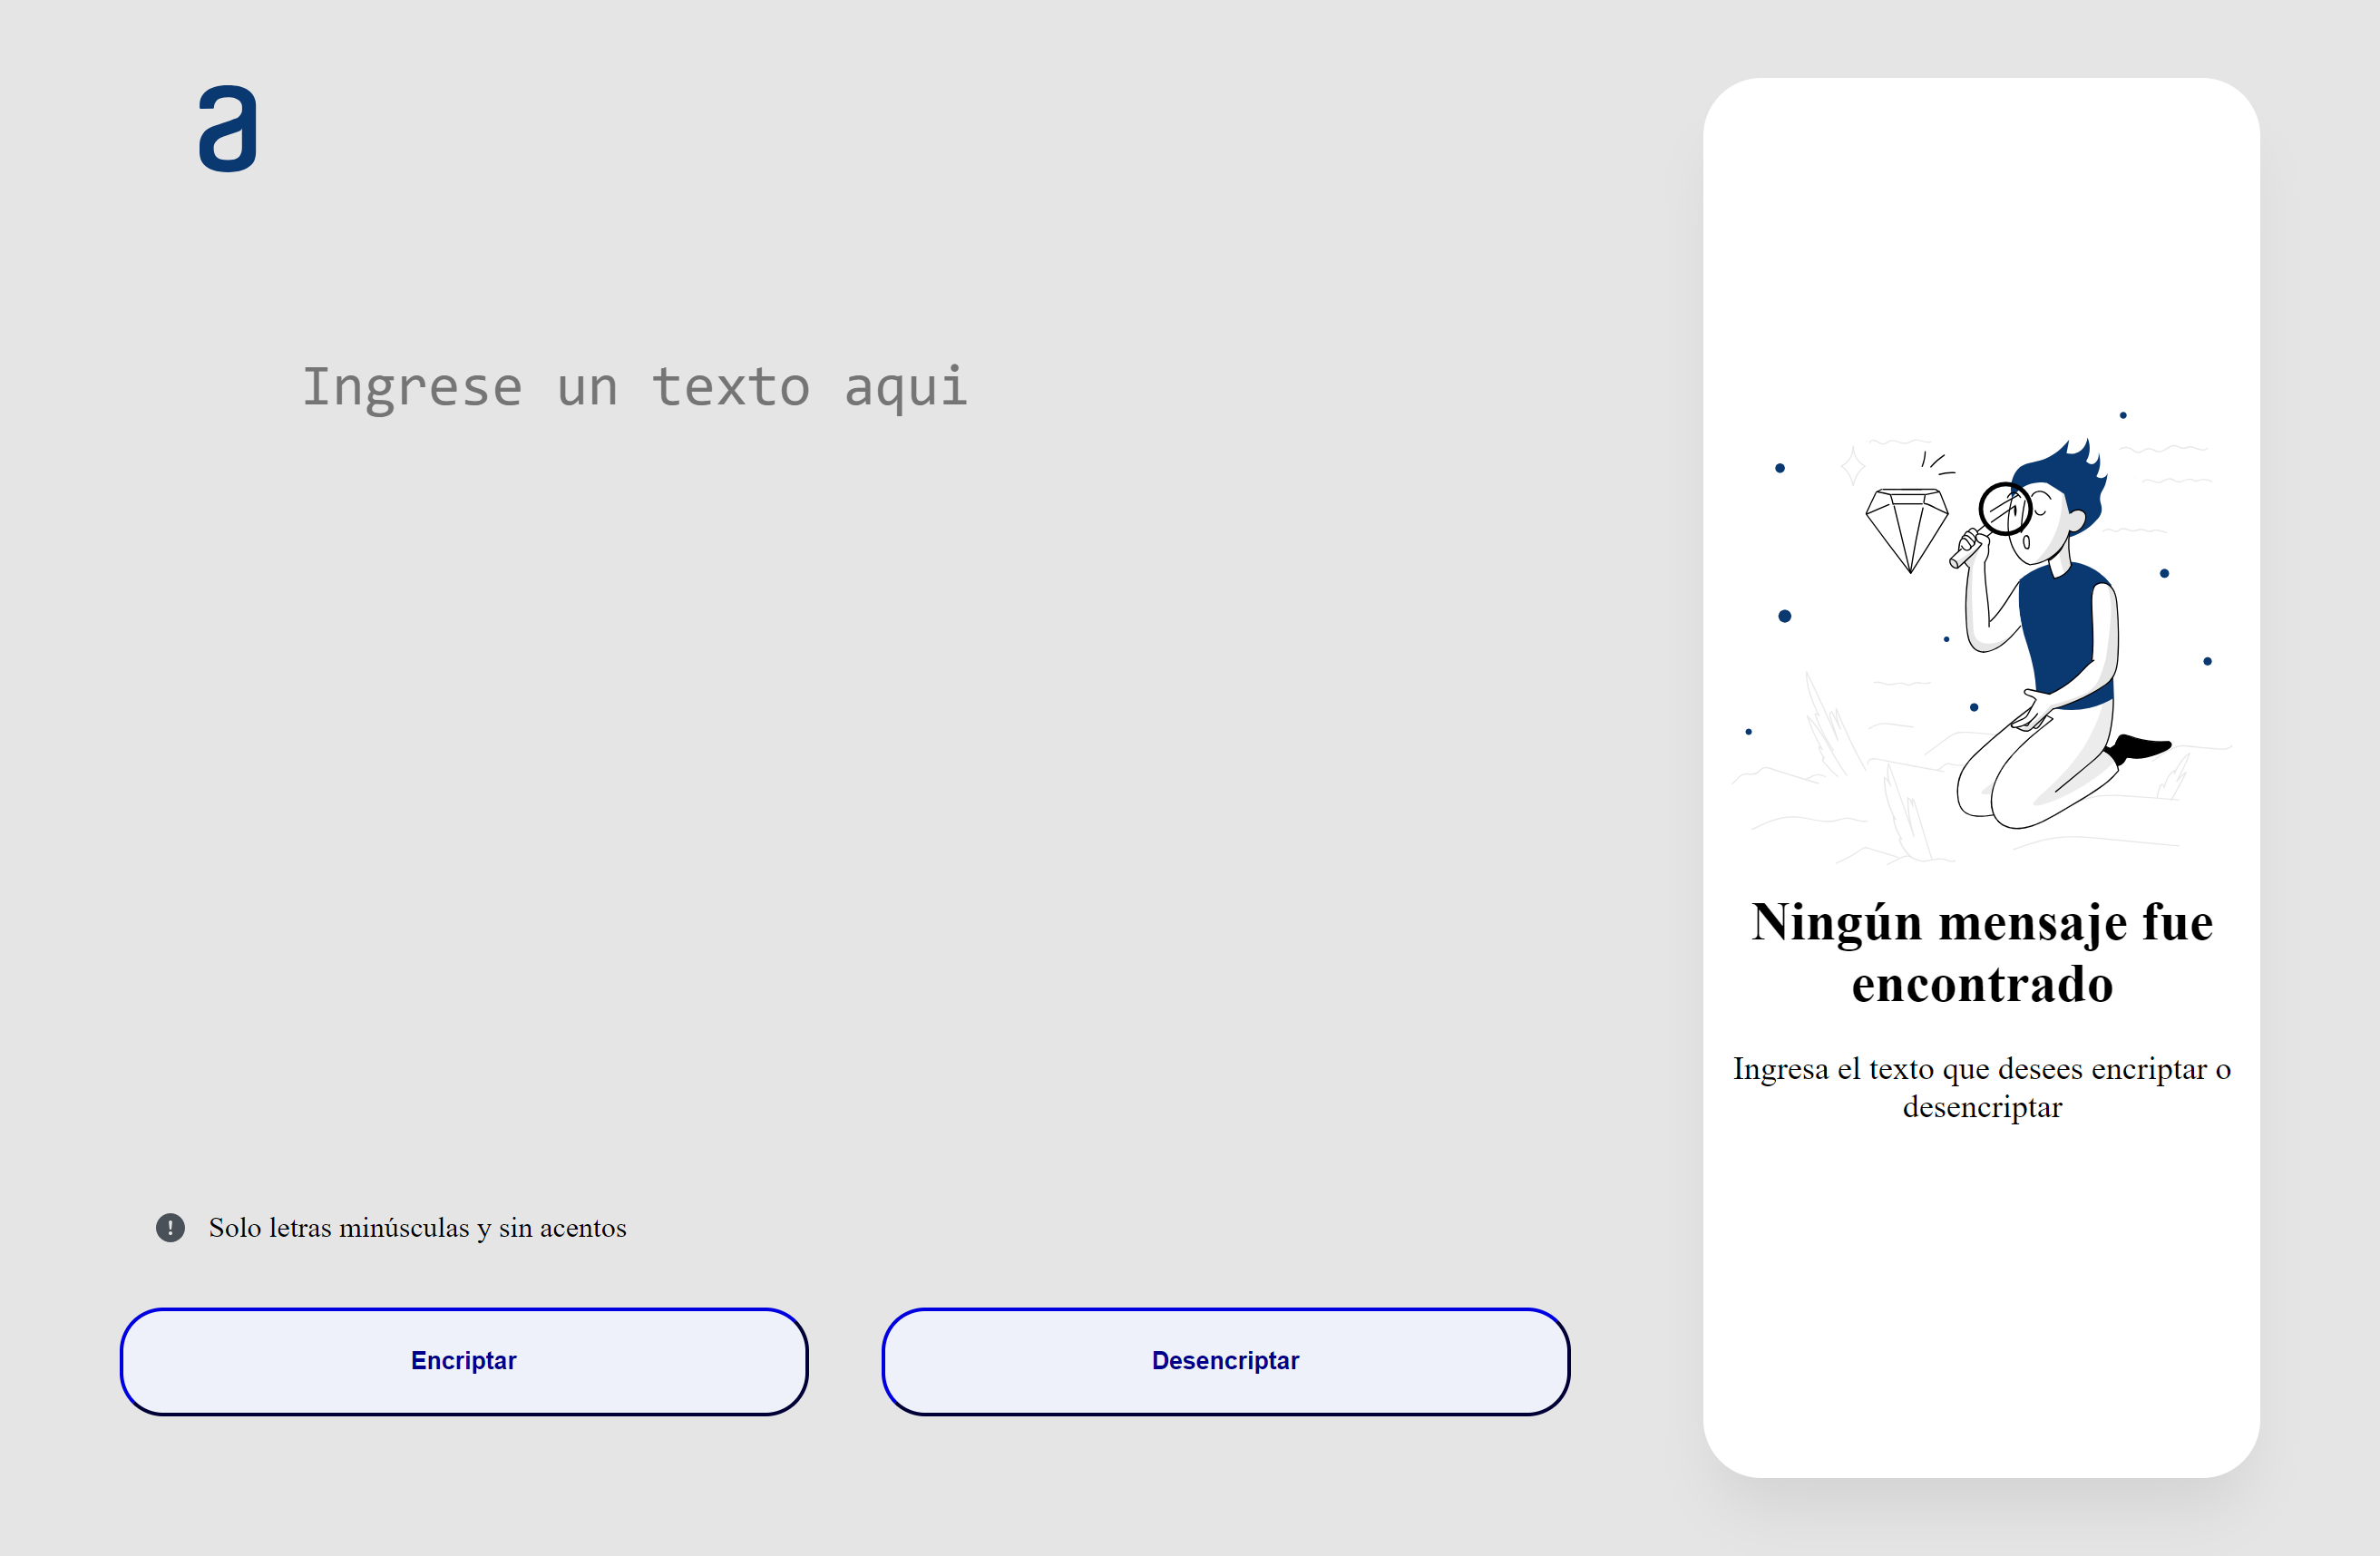 a
Ingrese un texto aqui
Solo letras minúsculas y sin acentos
Encriptar
Desencriptar
Ningún mensaje fue
encontrado
Ingresa el texto que desees encriptar o
desencriptar